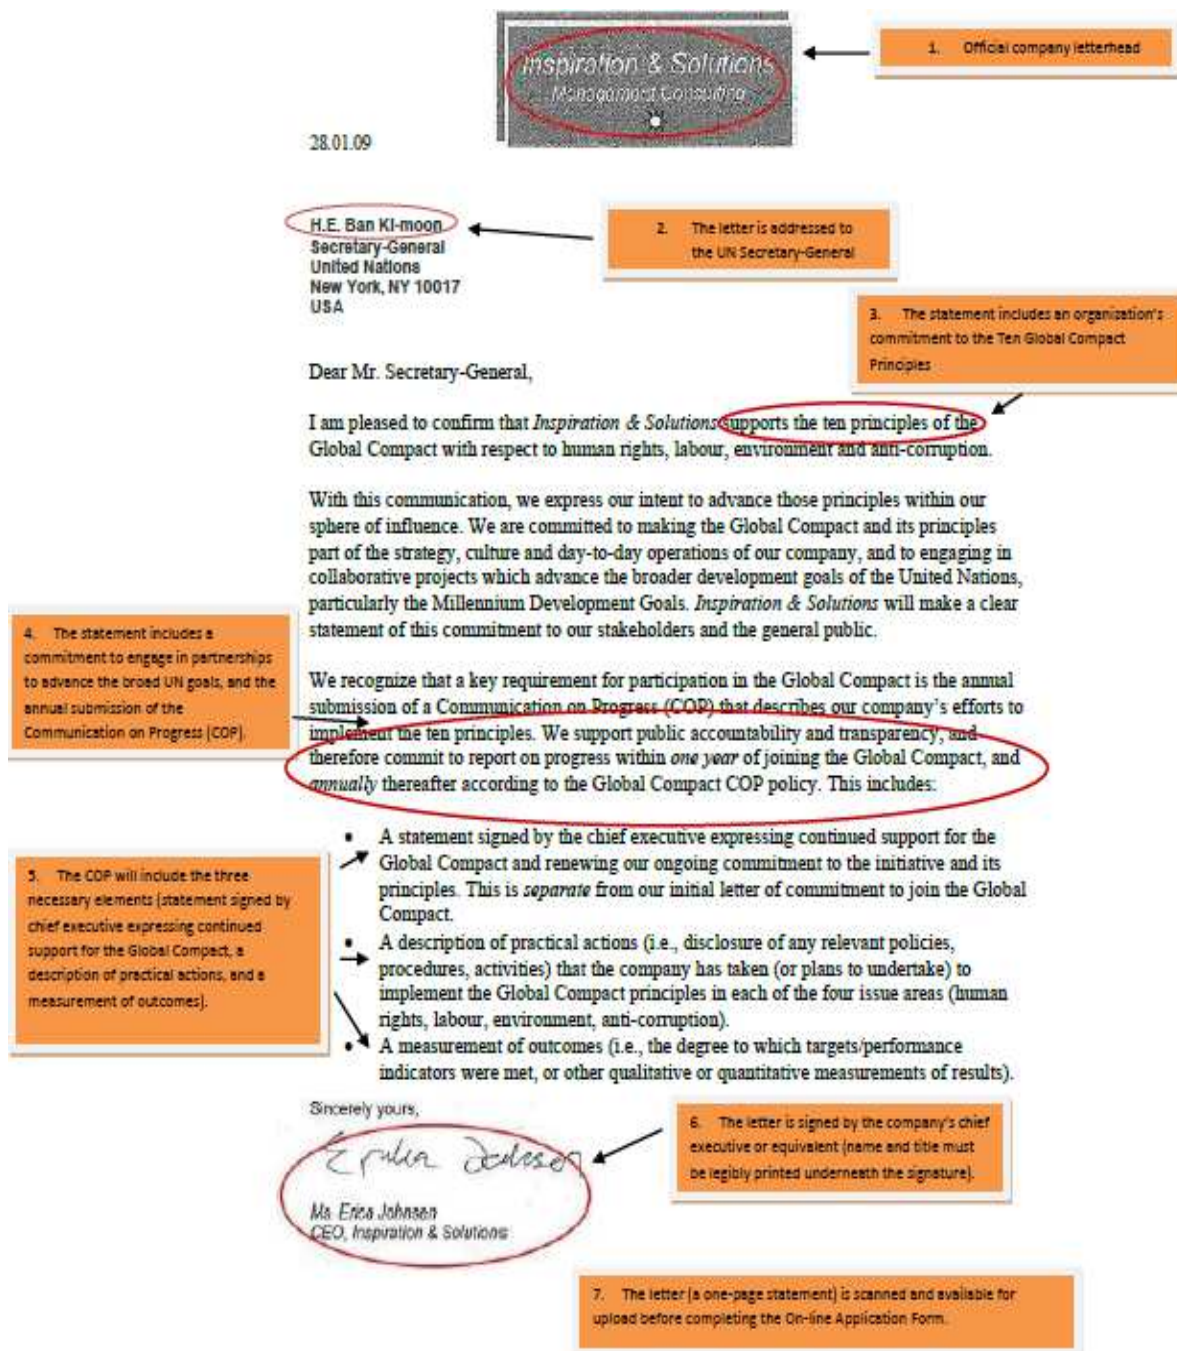 Inspiration & Solutions
Management Consulting
1. Official company letterhead
28.01.09
H.E. Ban Ki-moon
Secretary-General
United Nations
New York, NY 10017
USA
2. The letter is addressed to
the UN Secretary-General
3. The statement includes an organization's
commitment to the Ten Global Compact
Principles
Dear Mr. Secretary-General,
I am pleased to confirm that Inspiration & Solutions supports the ten principles of the
Global Compact with respect to human rights, labour, environment and anti-corruption.
With this communication, we express our intent to advance those principles within our
sphere of influence. We are committed to making the Global Compact and its principles
part of the strategy, culture and day-to-day operations of our company, and to engaging in
collaborative projects which advance the broader development goals of the United Nations,
particularly the Millennium Development Goals. Inspiration & Solutions will make a clear
statement of this commitment to our stakeholders and the general public.
4. The statement includes a
commitment to engage in partnerships
to advance the broad UN goals, and the
annual submission of the
Communication on Progress (COP).
We recognize that a key requirement for participation in the Global Compact is the annual
submission of a Communication on Progress (COP) that describes our company's efforts to
implement the ten principles. We support public accountability and transparency, and
therefore commit to report on progress within one year of joining the Global Compact, and
annually thereafter according to the Global Compact COP policy. This includes:
• A statement signed by the chief executive expressing continued support for the
Global Compact and renewing our ongoing commitment to the initiative and its
principles. This is separate from our initial letter of commitment to join the Global
Compact.
• A description of practical actions (i.e., disclosure of any relevant policies,
procedures, activities) that the company has taken (or plans to undertake) to
implement the Global Compact principles in each of the four issue areas (human
rights, labour, environment, anti-corruption).
• A measurement of outcomes (i.e., the degree to which targets/performance
indicators were met, or other qualitative or quantitative measurements of results).
5. The COP will include the three
necessary elements (statement signed by
chief executive expressing continued
support for the Global Compact, a
description of practical actions, and a
measurement of outcomes).
Sincerely yours,
Ms. Erica Johnsen
CEO, Inspiration & Solutions
6. The letter is signed by the company's chief
executive or equivalent (name and title must
be legibly printed underneath the signature).
7. The letter (a one-page statement) is scanned and available for
upload before completing the On-line Application Form.